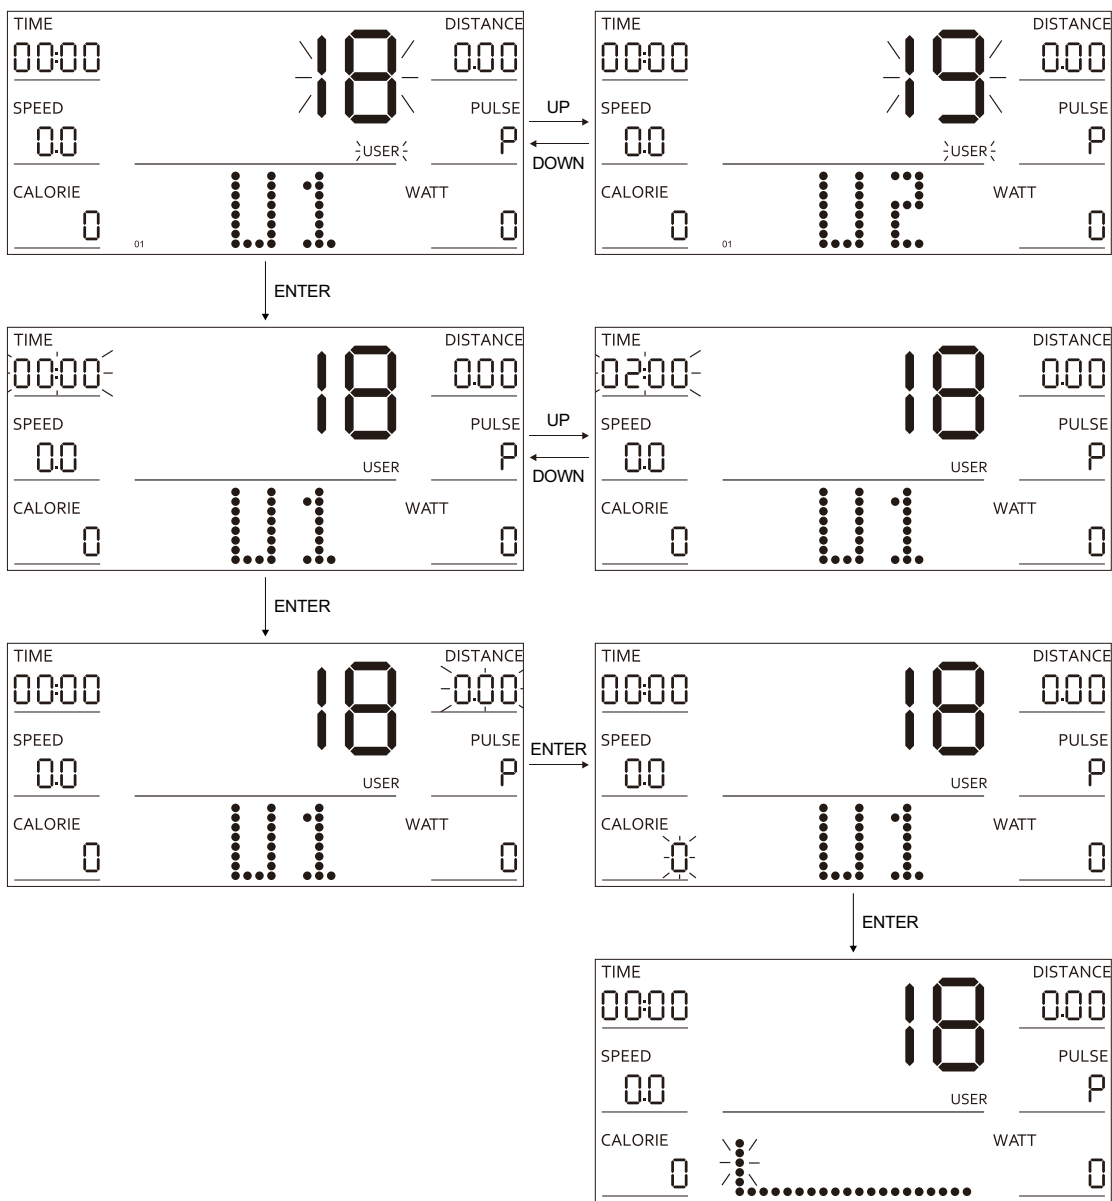 TIME 18 DISTANCE
00:00 0.00
SPEED PULSE
0.0 USER P
CALORIE U1 WATT
0 01 0
UP
DOWN
TIME 19 DISTANCE
00:00 0.00
SPEED PULSE
0.0 USER P
CALORIE U2 WATT
0 01 0
ENTER
TIME 18 DISTANCE
00:00 0.00
SPEED PULSE
0.0 USER P
CALORIE U1 WATT
0 0
UP
DOWN
TIME 18 DISTANCE
02:00 0.00
SPEED PULSE
0.0 USER P
CALORIE U1 WATT
0 0
ENTER
TIME 18 DISTANCE
00:00 0.00
SPEED PULSE
0.0 USER P
CALORIE U1 WATT
0 0
ENTER
TIME 18 DISTANCE
00:00 0.00
SPEED PULSE
0.0 USER P
CALORIE U1 WATT
0 0
ENTER
TIME 18 DISTANCE
00:00 0.00
SPEED PULSE
0.0 USER P
CALORIE WATT
0 0